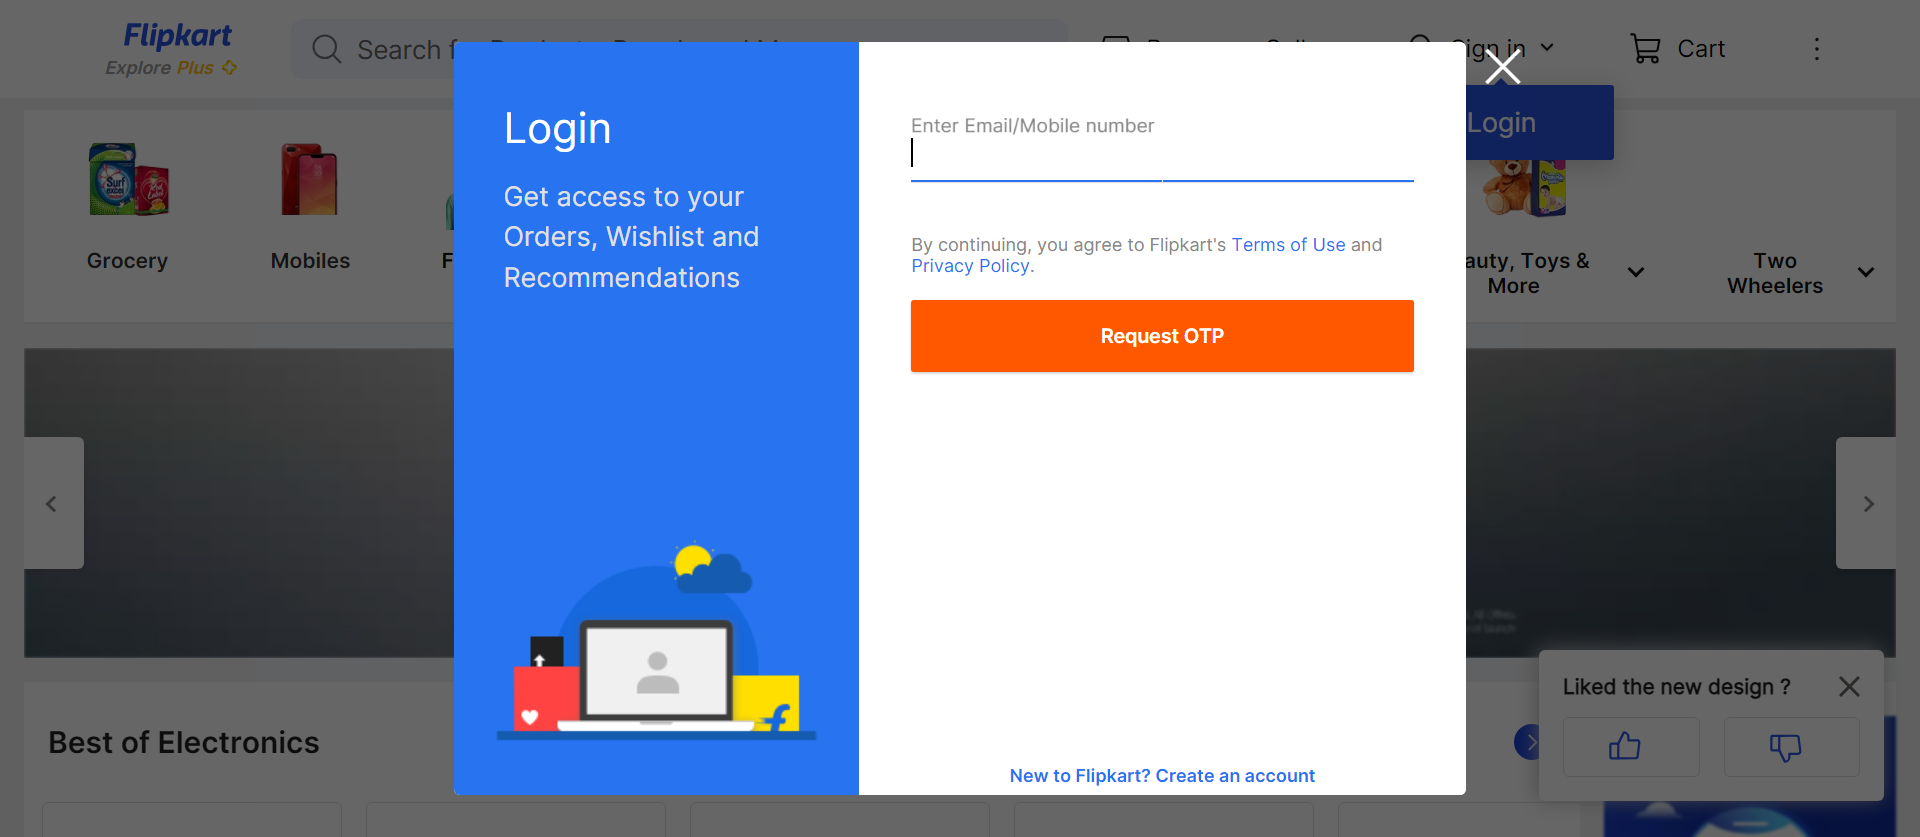 Flipkart
Explore Plus
Search
Sign in
Cart
Login
Login
Get access to your
Orders, Wishlist and
Recommendations
Enter Email/Mobile number
By continuing, you agree to Flipkart's Terms of Use and
Privacy Policy.
Request OTP
New to Flipkart? Create an account
Surf
excel
Grocery
Mobiles
auty, Toys &
More
Two
Wheelers
Liked the new design ?
Best of Electronics